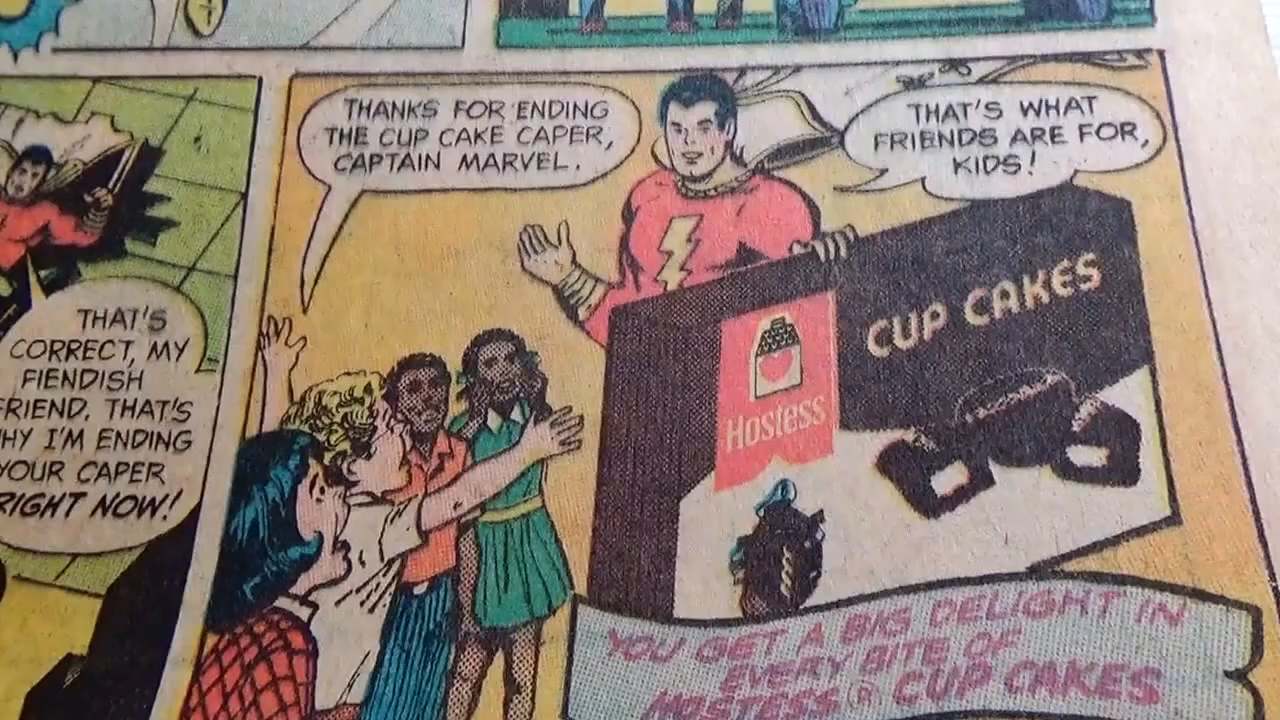 THAT'S
CORRECT, MY
FIENDISH
FRIEND. THAT'S
WHY I'M ENDING
YOUR CAPER
RIGHT NOW!
THANKS FOR ENDING
THE CUP CAKE CAPER,
CAPTAIN MARVEL.
THAT'S WHAT
FRIENDS ARE FOR,
KIDS!
CUP CAKES
Hostess
YOU GET A BIG DELIGHT IN
EVERY BITE OF
HOSTESS® CUP CAKES